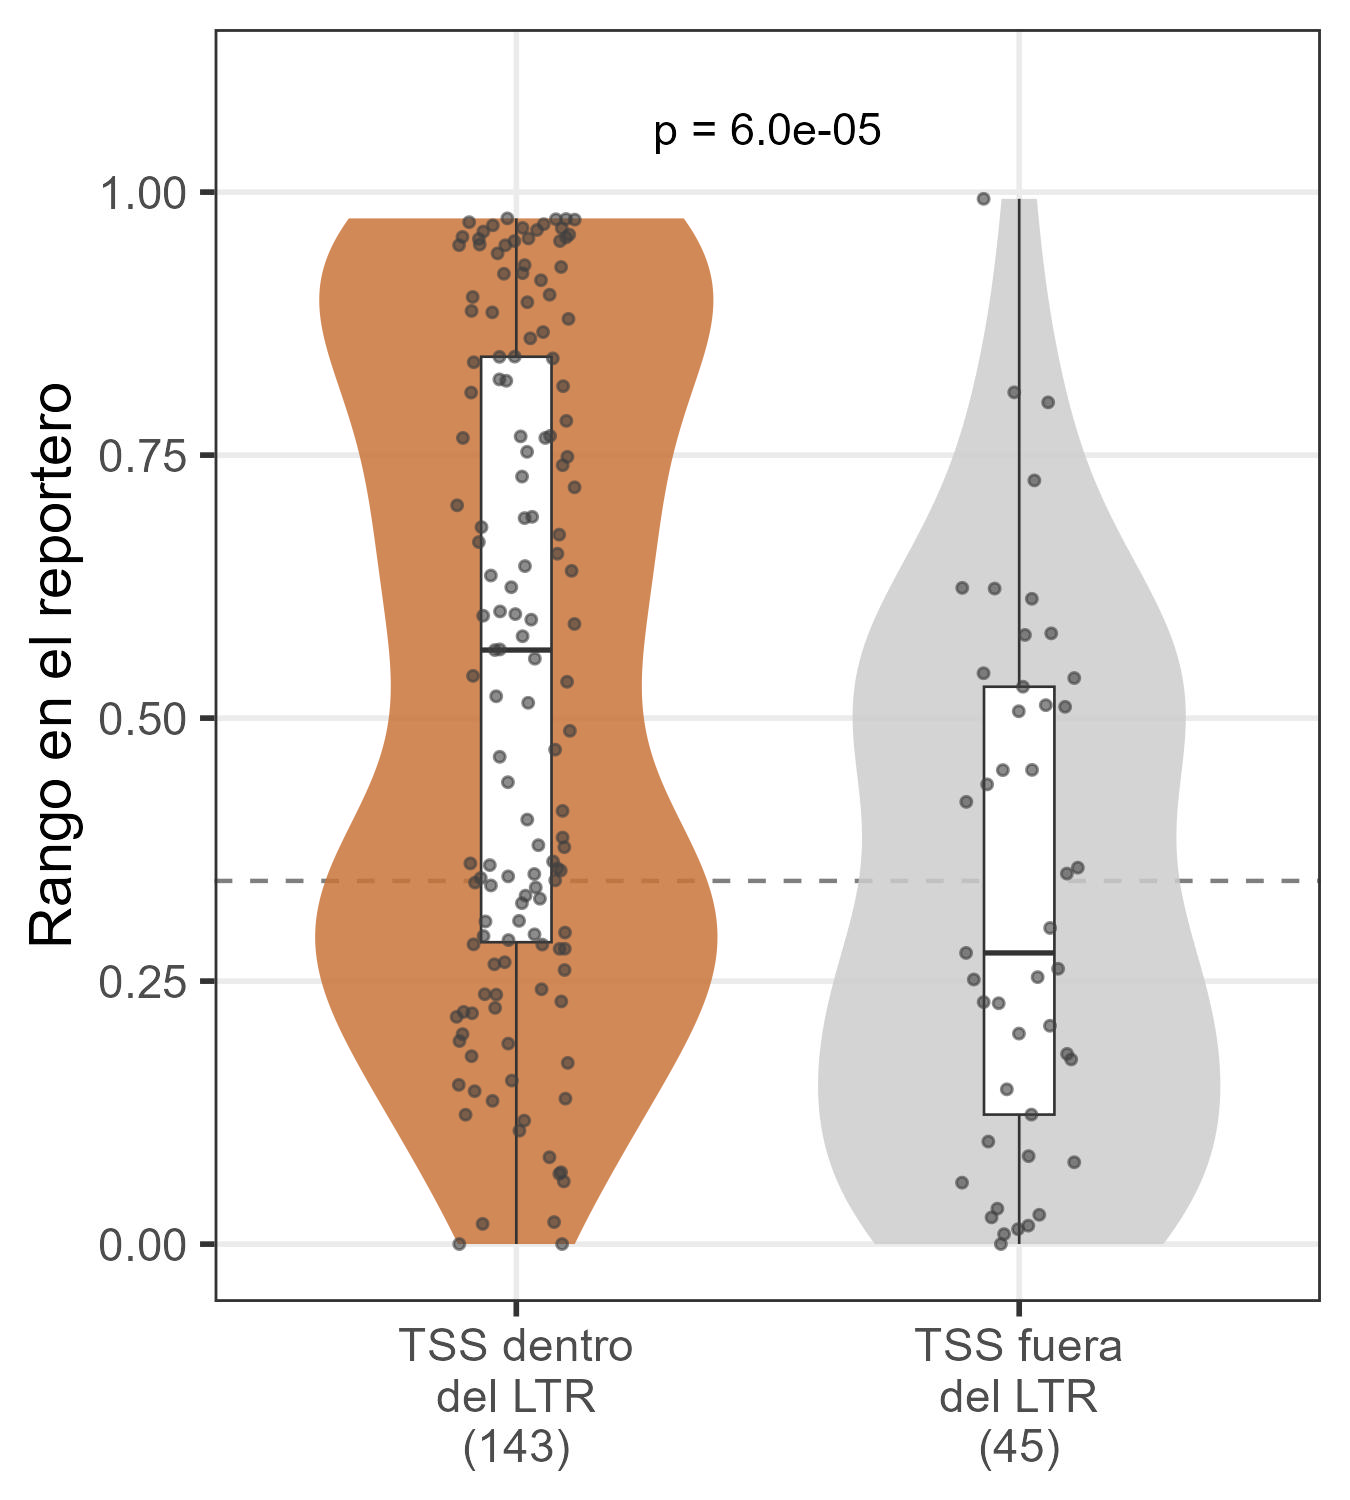 p = 6.0e-05
Rango en el reportero
1.00
0.75
0.50
0.25
0.00
TSS dentro
del LTR
(143)
TSS fuera
del LTR
(45)